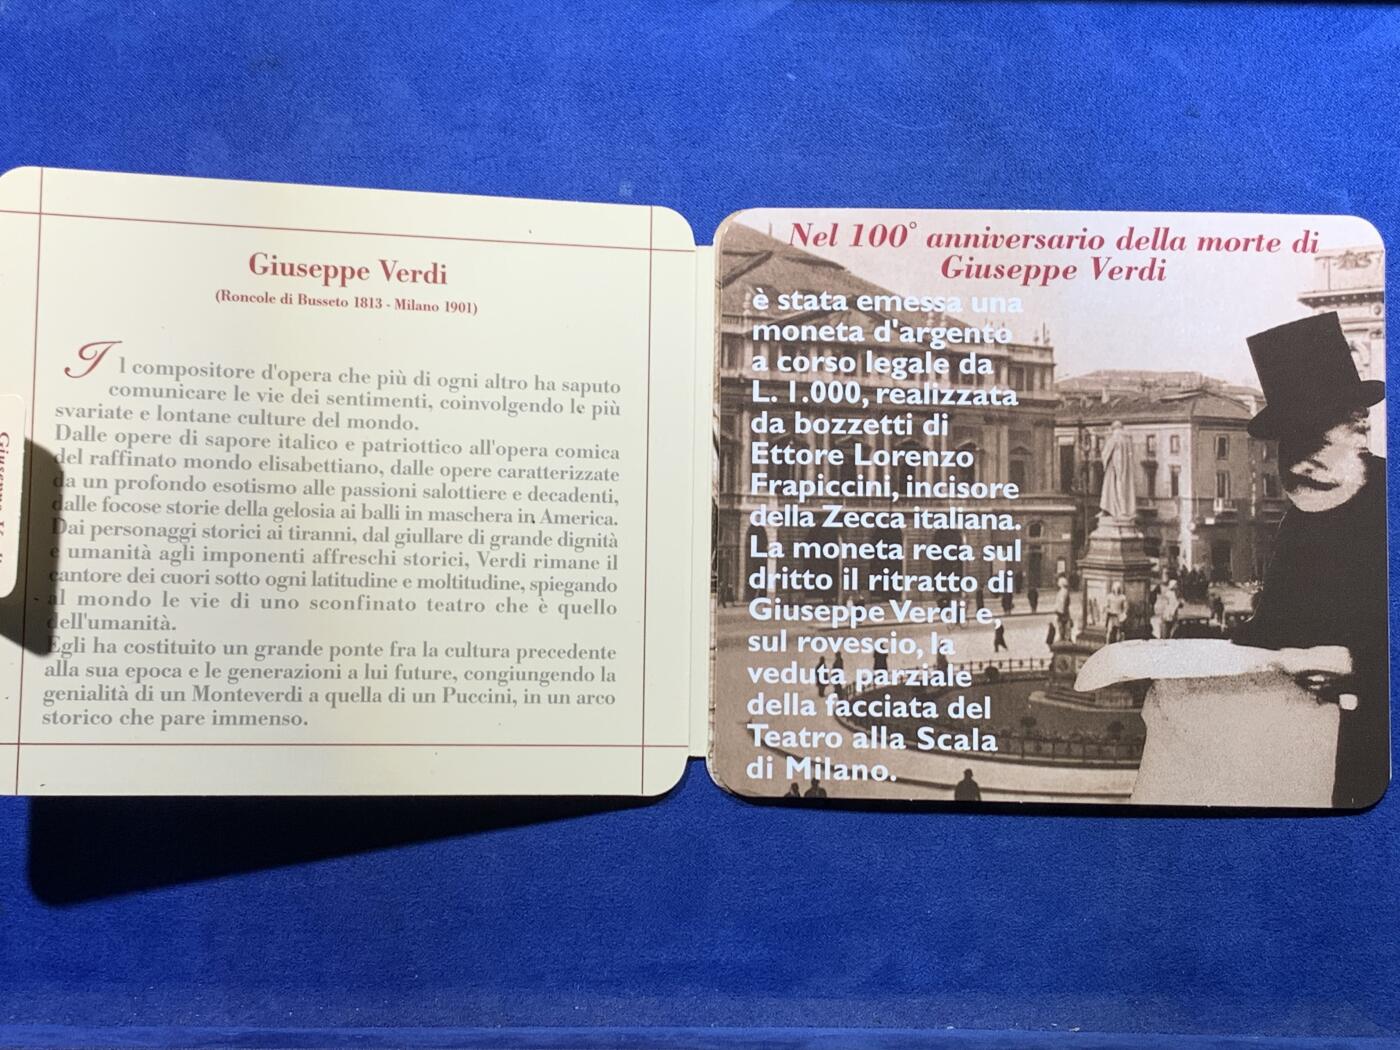 Giuseppe Verdi
(Roncole di Busseto 1813 - Milano 1901)
Il compositore d'opera che più di ogni altro ha saputo
comunicare le vie dei sentimenti, coinvolgendo le più
svariate e lontane culture del mondo.
Dalle opere di sapore italico e patriottico all'opera comica
del raffinato mondo elisabettiano, dalle opere caratterizzate
da un profondo esotismo alle passioni salottiere e decadenti,
dalle focose storie della gelosia ai balli in maschera in America.
Dai personaggi storici ai tiranni, dal giullare di grande dignità
e umanità agli imponenti affreschi storici, Verdi rimane il
cantore dei cuori sotto ogni latitudine e moltitudine, spiegando
al mondo le vie di uno sconfinato teatro che è quello
dell'umanità.
Egli ha costituito un grande ponte fra la cultura precedente
alla sua epoca e le generazioni a lui future, congiungendo la
genialità di un Monteverdi a quella di un Puccini, in un arco
storico che pare immenso.
Nel 100° anniversario della morte di
Giuseppe Verdi
è stata emessa una
moneta d'argento
a corso legale da
L. 1.000, realizzata
da bozzetti di
Ettore Lorenzo
Frapiccini, incisore
della Zecca italiana.
La moneta reca sul
dritto il ritratto di
Giuseppe Verdi e,
sul rovescio, la
veduta parziale
della facciata del
Teatro alla Scala
di Milano.
Giuseppe